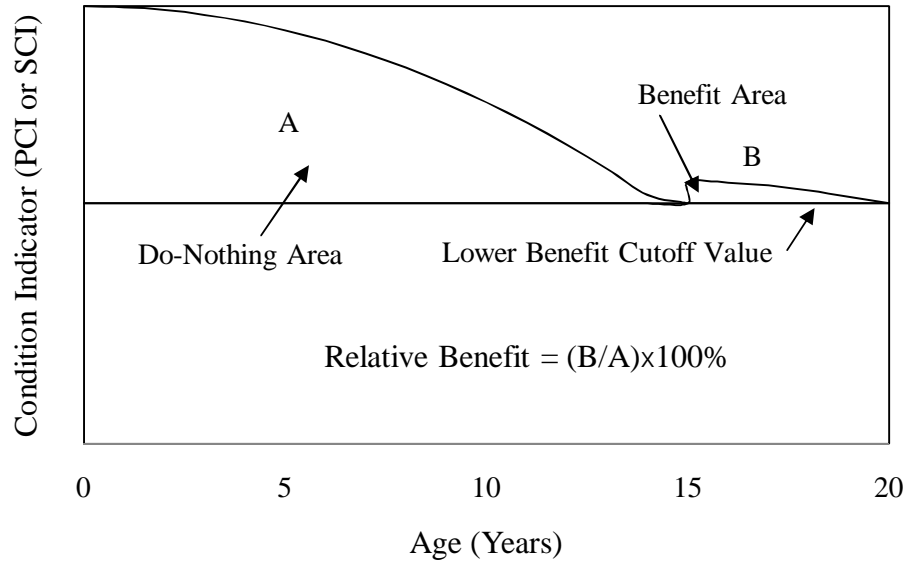 Condition Indicator (PCI or SCI)
A
Benefit Area
B
Do-Nothing Area
Lower Benefit Cutoff Value
Relative Benefit = (B/A)×100%
0 5 10 15 20
Age (Years)